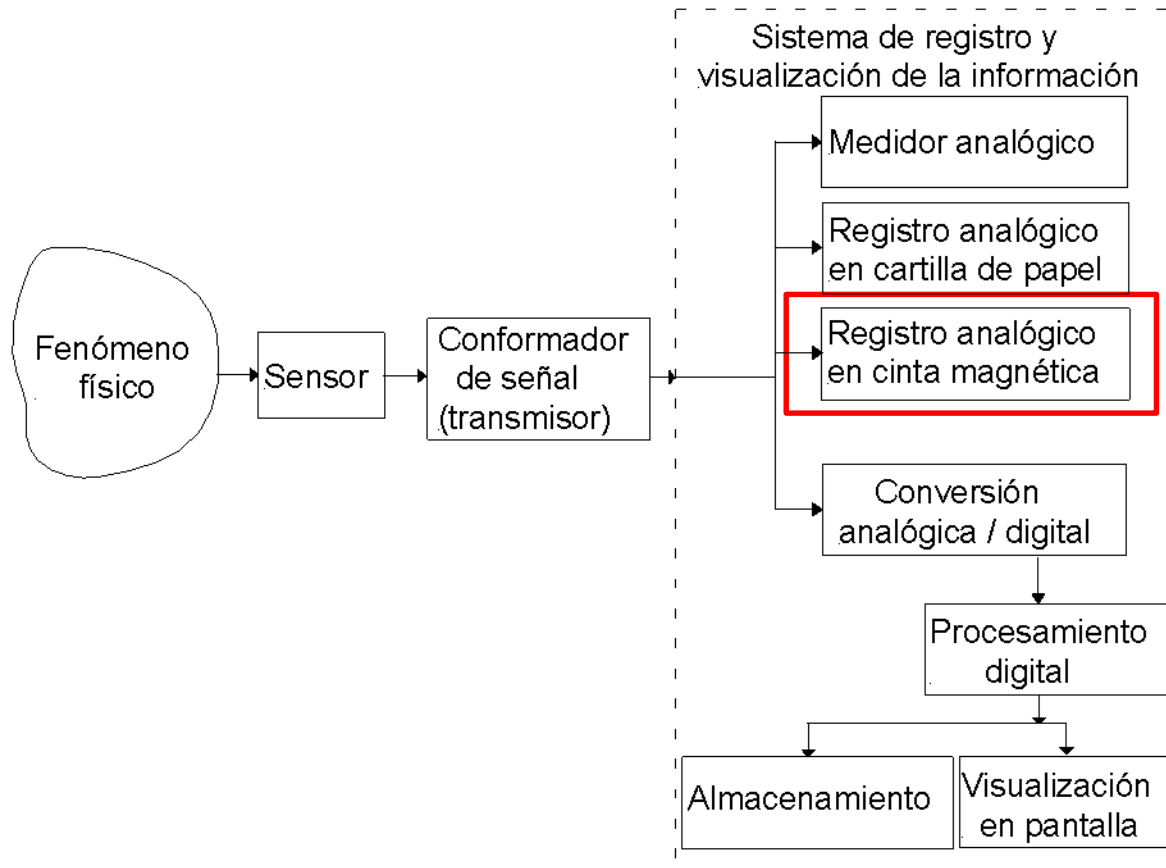 Sistema de registro y
visualización de la información
Medidor analógico
Registro analógico
en cartilla de papel
Registro analógico
en cinta magnética
Fenómeno
físico
Sensor
Conformador
de señal
(transmisor)
Conversión
analógica / digital
Procesamiento
digital
Almacenamiento
Visualización
en pantalla